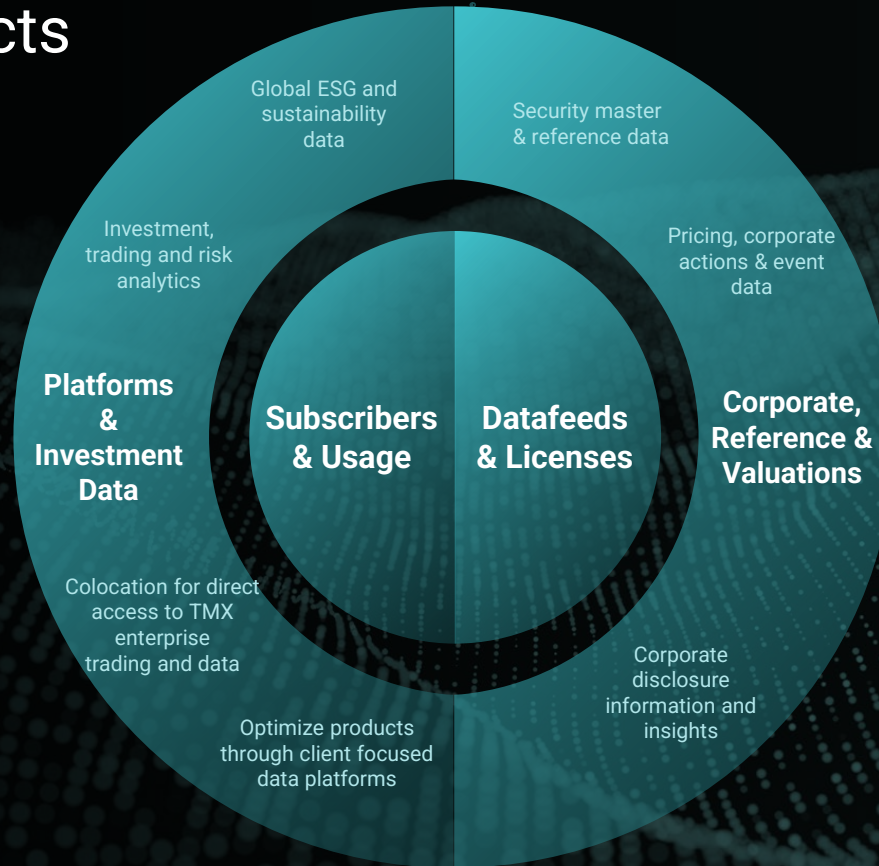 cts
Global ESG and
sustainability
data
Security master
& reference data
Investment,
trading and risk
analytics
Pricing, corporate
actions & event
data
Platforms
&
Investment
Data
Subscribers
& Usage
Datafeeds
& Licenses
Corporate,
Reference &
Valuations
Colocation for direct
access to TMX
enterprise
trading and data
Corporate
disclosure
information and
insights
Optimize products
through client focused
data platforms